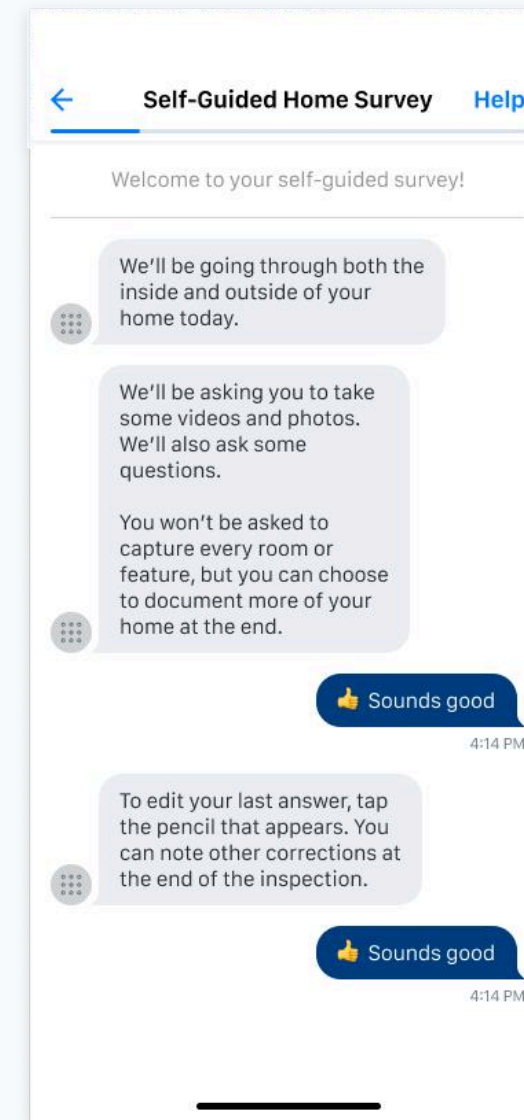 Self-Guided Home Survey Help
Welcome to your self-guided survey!
We'll be going through both the
inside and outside of your
home today.
We'll be asking you to take
some videos and photos.
We'll also ask some
questions.
You won't be asked to
capture every room or
feature, but you can choose
to document more of your
home at the end.
👍 Sounds good
4:14 PM
To edit your last answer, tap
the pencil that appears. You
can note other corrections at
the end of the inspection.
👍 Sounds good
4:14 PM